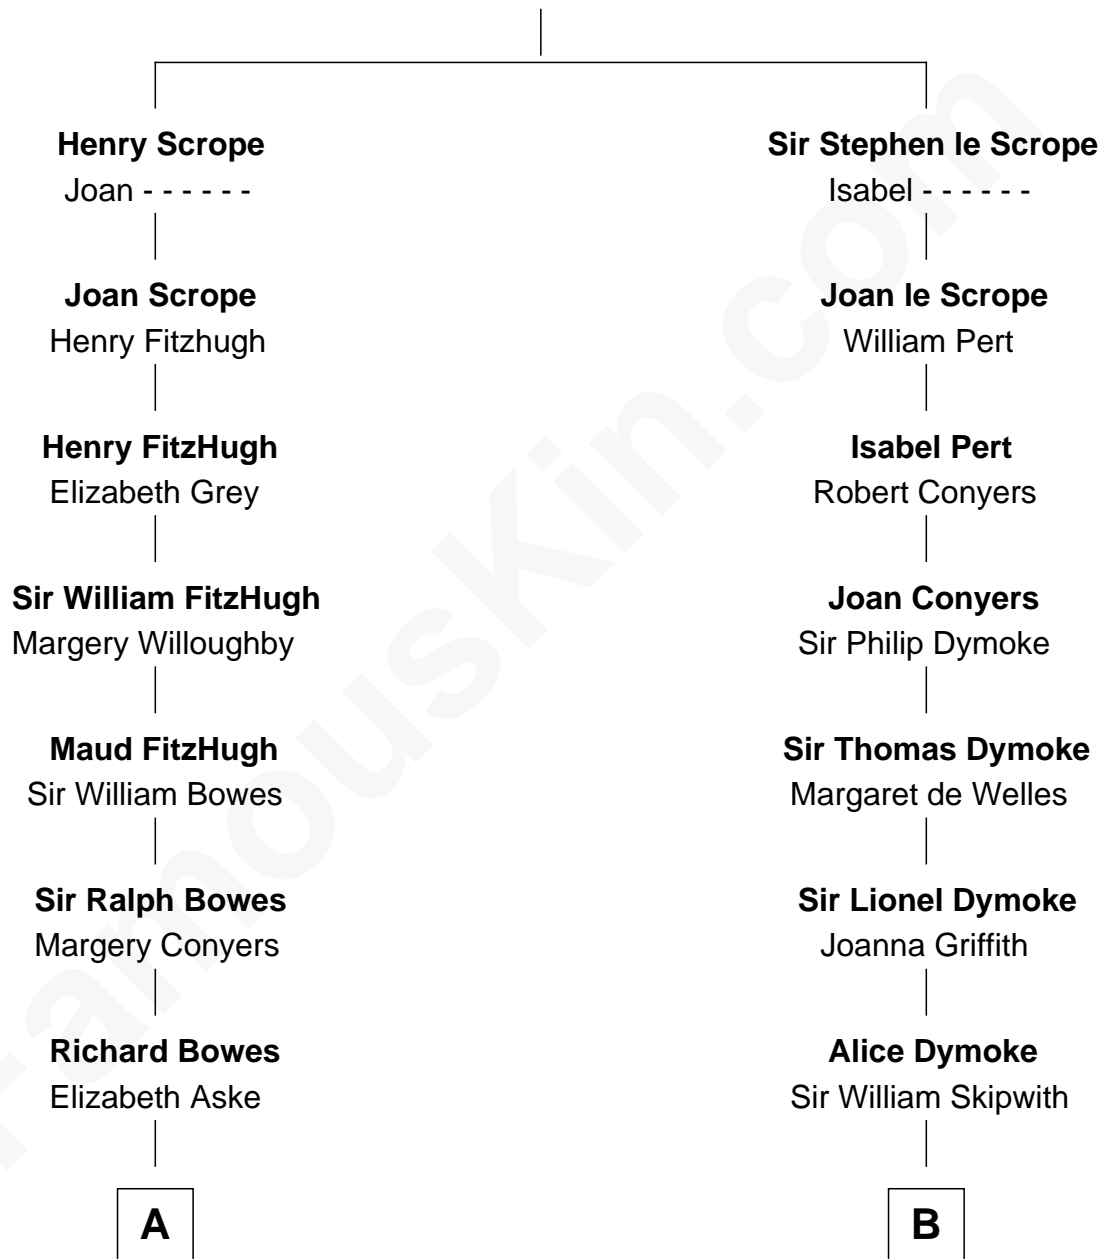 Henry Scrope
Joan - - - - - -
Joan Scrope
Henry Fitzhugh
Henry FitzHugh
Elizabeth Grey
Sir William FitzHugh
Margery Willoughby
Maud FitzHugh
Sir William Bowes
Sir Ralph Bowes
Margery Conyers
Richard Bowes
Elizabeth Aske
A
Sir Stephen le Scrope
Isabel - - - - - -
Joan le Scrope
William Pert
Isabel Pert
Robert Conyers
Joan Conyers
Sir Philip Dymoke
Sir Thomas Dymoke
Margaret de Welles
Sir Lionel Dymoke
Joanna Griffith
Alice Dymoke
Sir William Skipwith
B
FamousKin.com